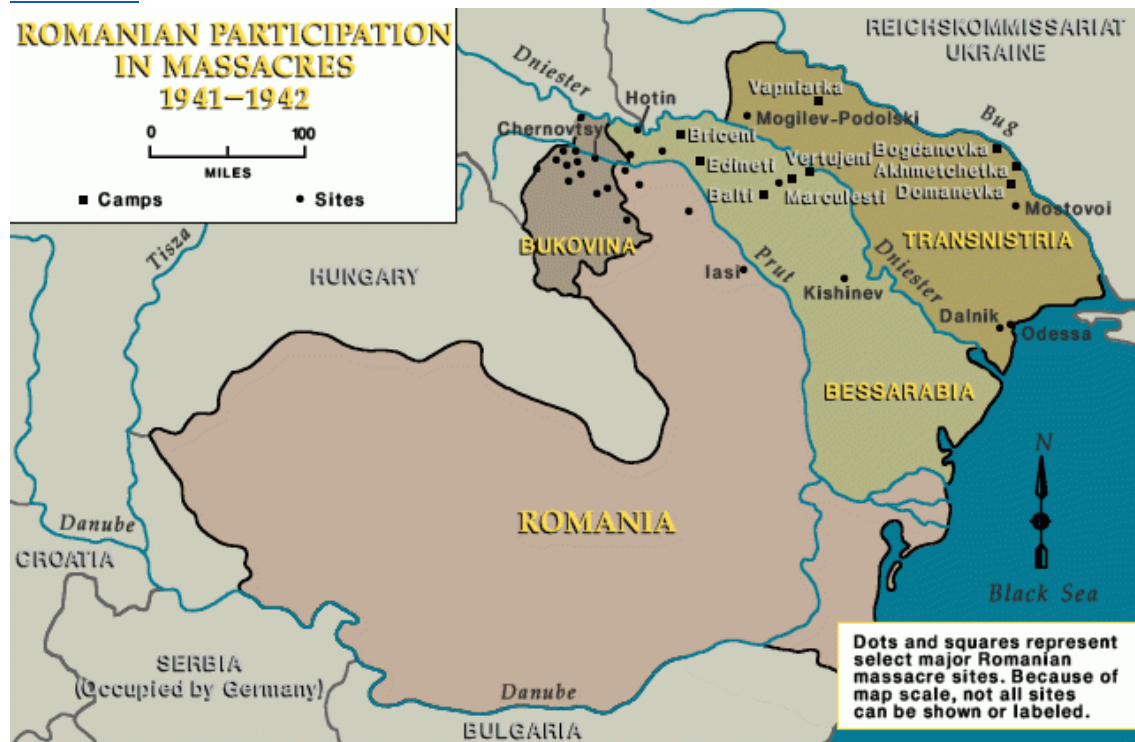 ROMANIAN PARTICIPATION
IN MASSACRES
1941–1942
0 100
MILES
Camps
Sites
REICHSKOMMISSARIAT
UKRAINE
Dniester
Hotin
Chernovtsy
Vapniarka
Mogilev-Podolski
Bug
Briceni
Edineti
Vertujeni
Bogdanovka
Akhmetchetka
Domanevka
Balti
Marculesti
Mostovoi
Tisza
BUKOVINA
TRANSNISTRIA
HUNGARY
Iasi
Prut
Kishinev
Dniester
Dalnik
Odessa
BESSARABIA
N
ROMANIA
Danube
CROATIA
Black Sea
SERBIA
(Occupied by Germany)
Danube
BULGARIA
Dots and squares represent
select major Romanian
massacre sites. Because of
map scale, not all sites
can be shown or labeled.